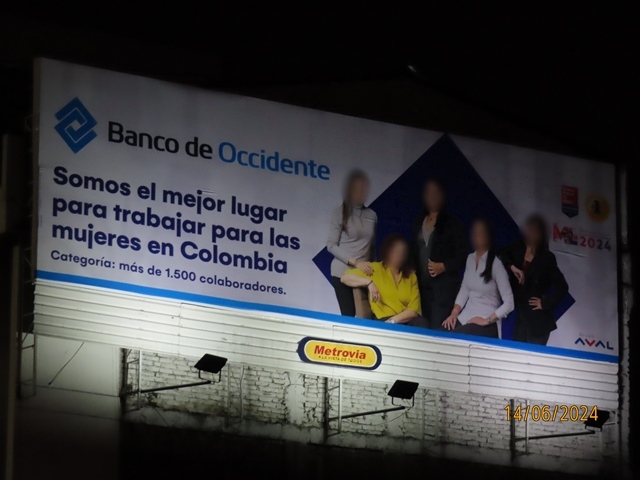 Banco de Occidente
Somos el mejor lugar
para trabajar para las
mujeres en Colombia
Categoría: más de 1.500 colaboradores.
2024
AVAL
Metrovia
14/06/2024